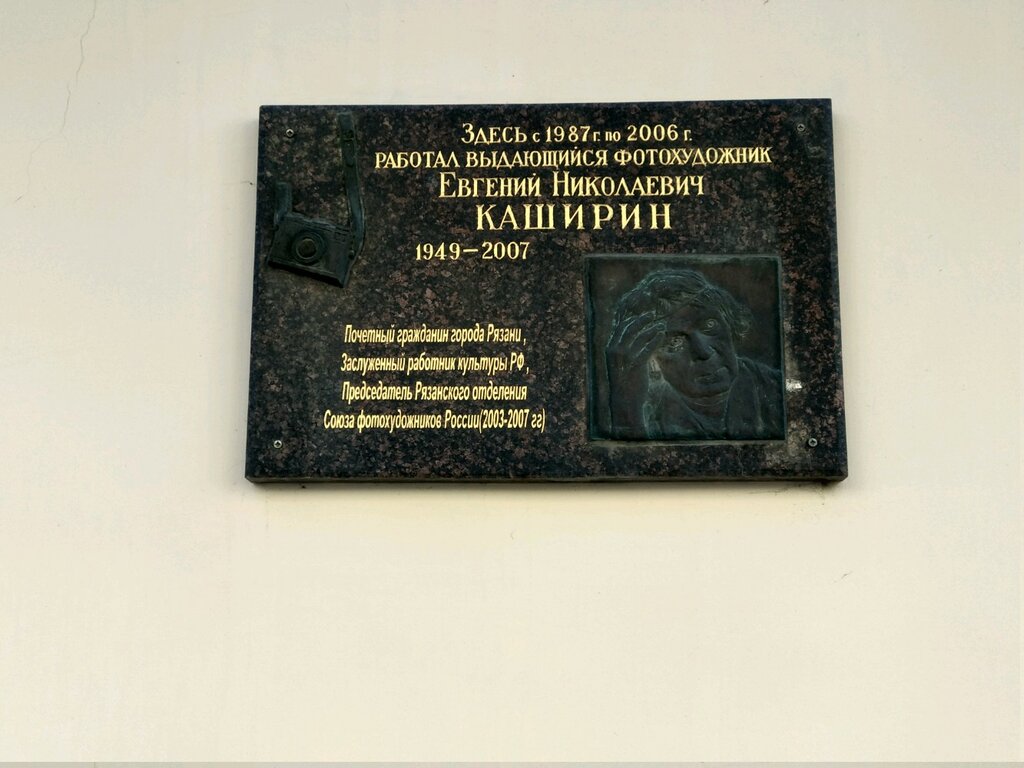 Здесь с 1987 г. по 2006 г.
работал выдающийся фотохудожник
Евгений Николаевич
КАШИРИН
1949–2007
Почетный гражданин города Рязани,
Заслуженный работник культуры РФ,
Председатель Рязанского отделения
Союза фотохудожников России(2003-2007 гг)